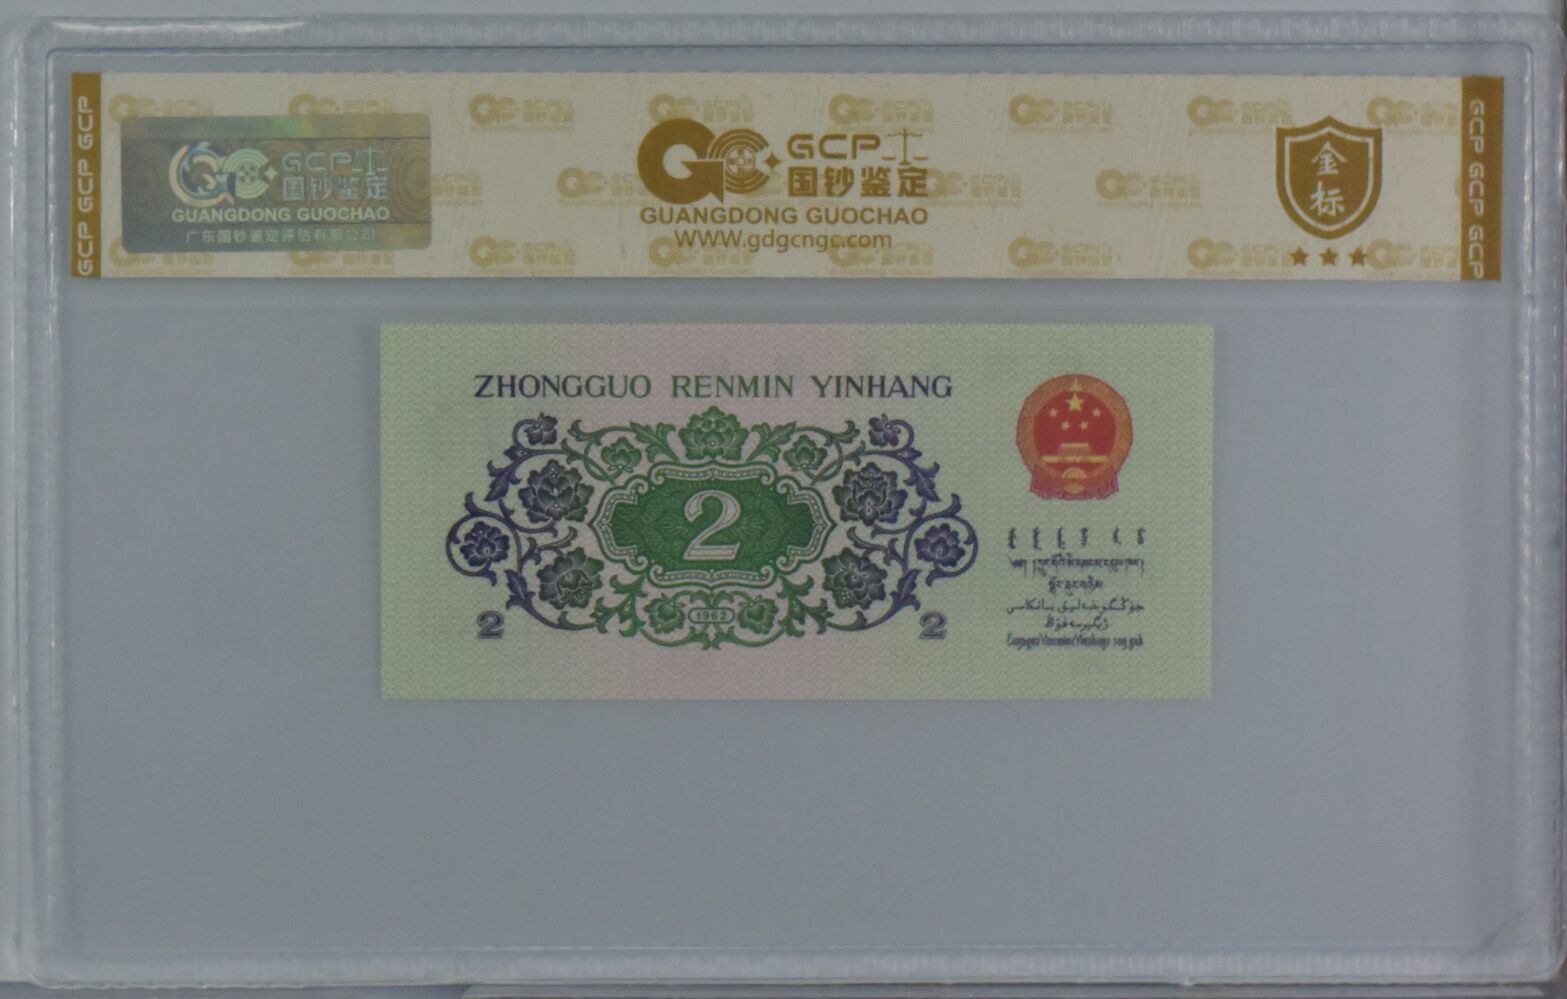 GCP GCP GCP
GCP 国钞鉴定
GUANGDONG GUOCHAO
广东国钞鉴定评估有限公司
GCP
国钞鉴定
GUANGDONG GUOCHAO
WWW.gdgcngc.com
金标
GCP GCP GCP
ZHONGGUO RENMIN YINHANG
2
1962
2
2